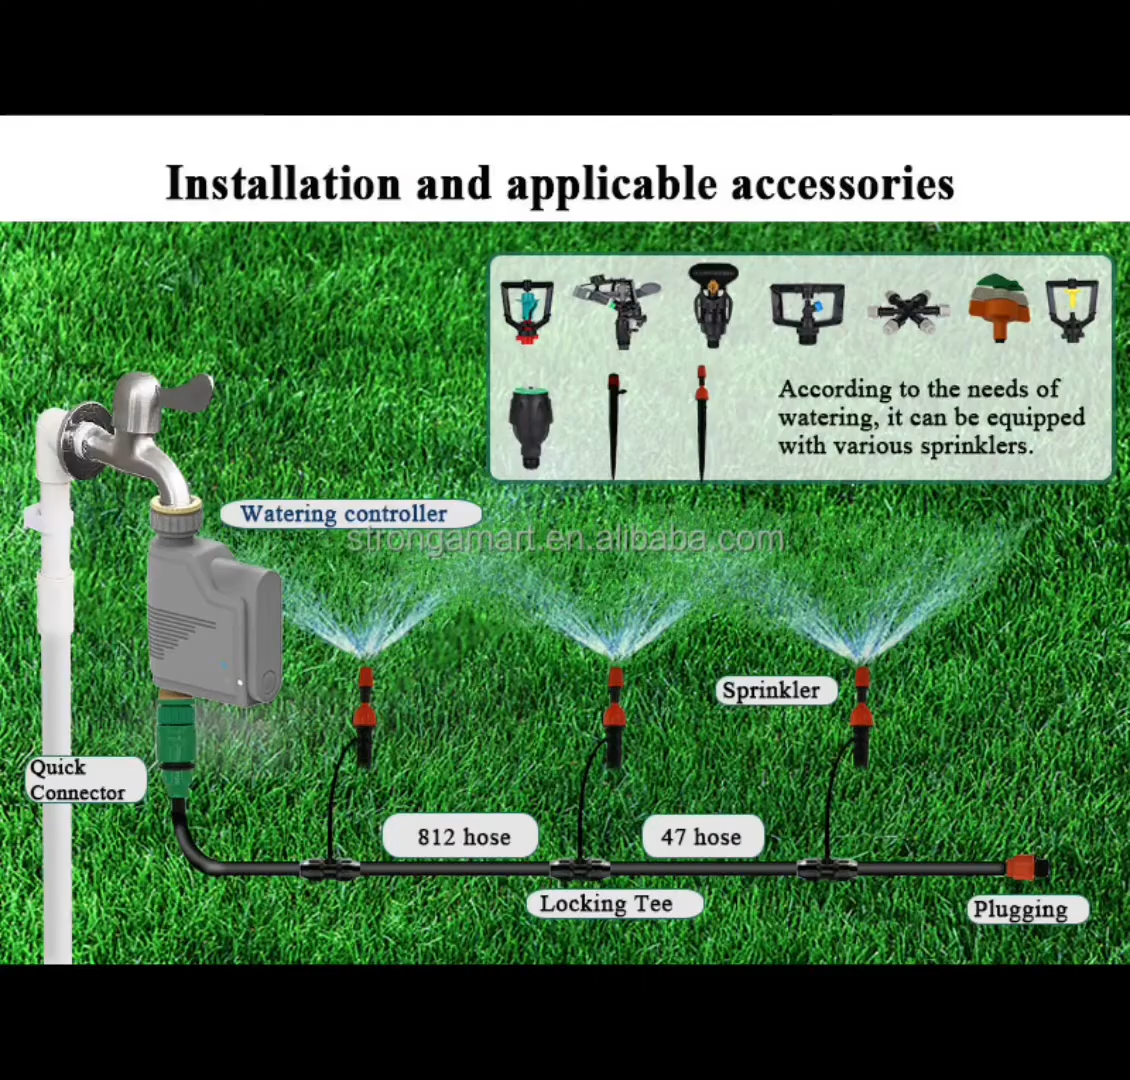 Installation and applicable accessories
According to the needs of
watering, it can be equipped
with various sprinklers.
Watering controller
strongamart.en.alibaba.com
Sprinkler
Quick
Connector
812 hose
47 hose
Locking Tee
Plugging